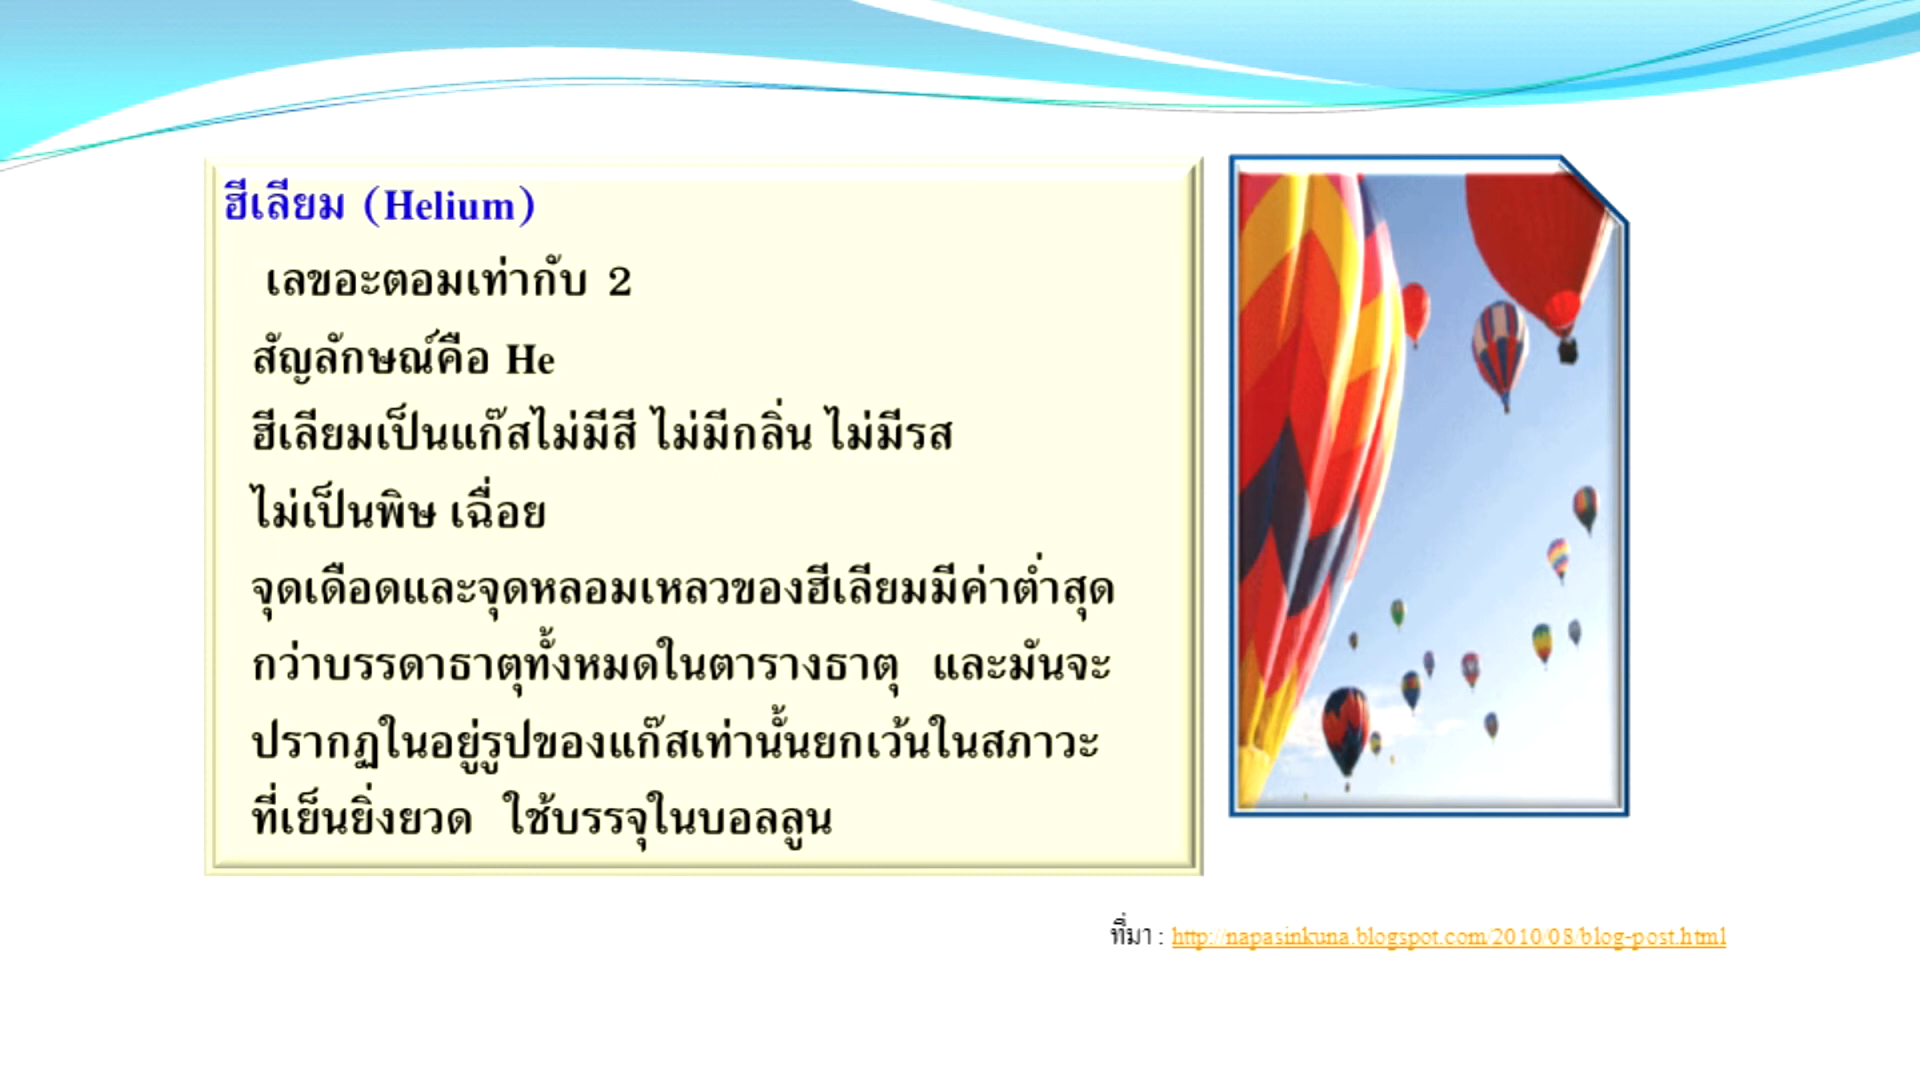 ฮีเลียม (Helium)
เลขอะตอมเท่ากับ 2
สัญลักษณ์คือ He
ฮีเลียมเป็นแก๊สไม่มีสี ไม่มีกลิ่น ไม่มีรส
ไม่เป็นพิษ เฉื่อย
จุดเดือดและจุดหลอมเหลวของฮีเลียมมีค่าต่ำสุด
กว่าบรรดาธาตุทั้งหมดในตารางธาตุ และมันจะ
ปรากฏในอยู่รูปของแก๊สเท่านั้นยกเว้นในสภาวะ
ที่เย็นยิ่งยวด ใช้บรรจุในบอลลูน
ที่มา : http://napasinkuna.blogspot.com/2010/08/blog-post.html